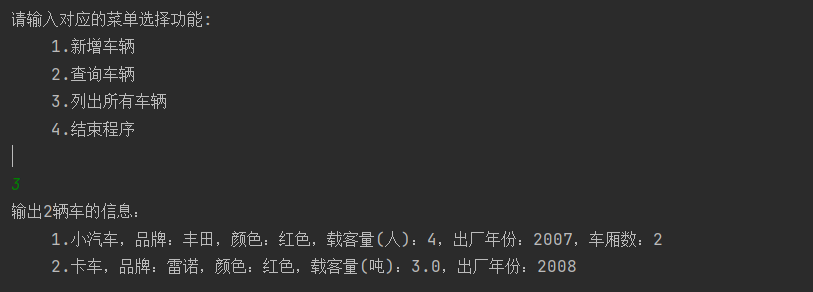 请输入对应的菜单选择功能:
1.新增车辆
2.查询车辆
3.列出所有车辆
4.结束程序
3
输出2辆车的信息:
1.小汽车，品牌：丰田，颜色：红色，载客量(人)：4，出厂年份：2007，车厢数：2
2.卡车，品牌：雷诺，颜色：红色，载客量(吨)：3.0，出厂年份：2008